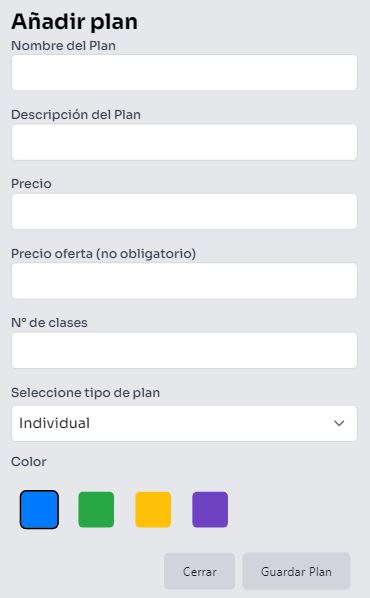 Añadir plan
Nombre del Plan
Descripción del Plan
Precio
Precio oferta (no obligatorio)
N° de clases
Seleccione tipo de plan
Individual
Color
Cerrar
Guardar Plan